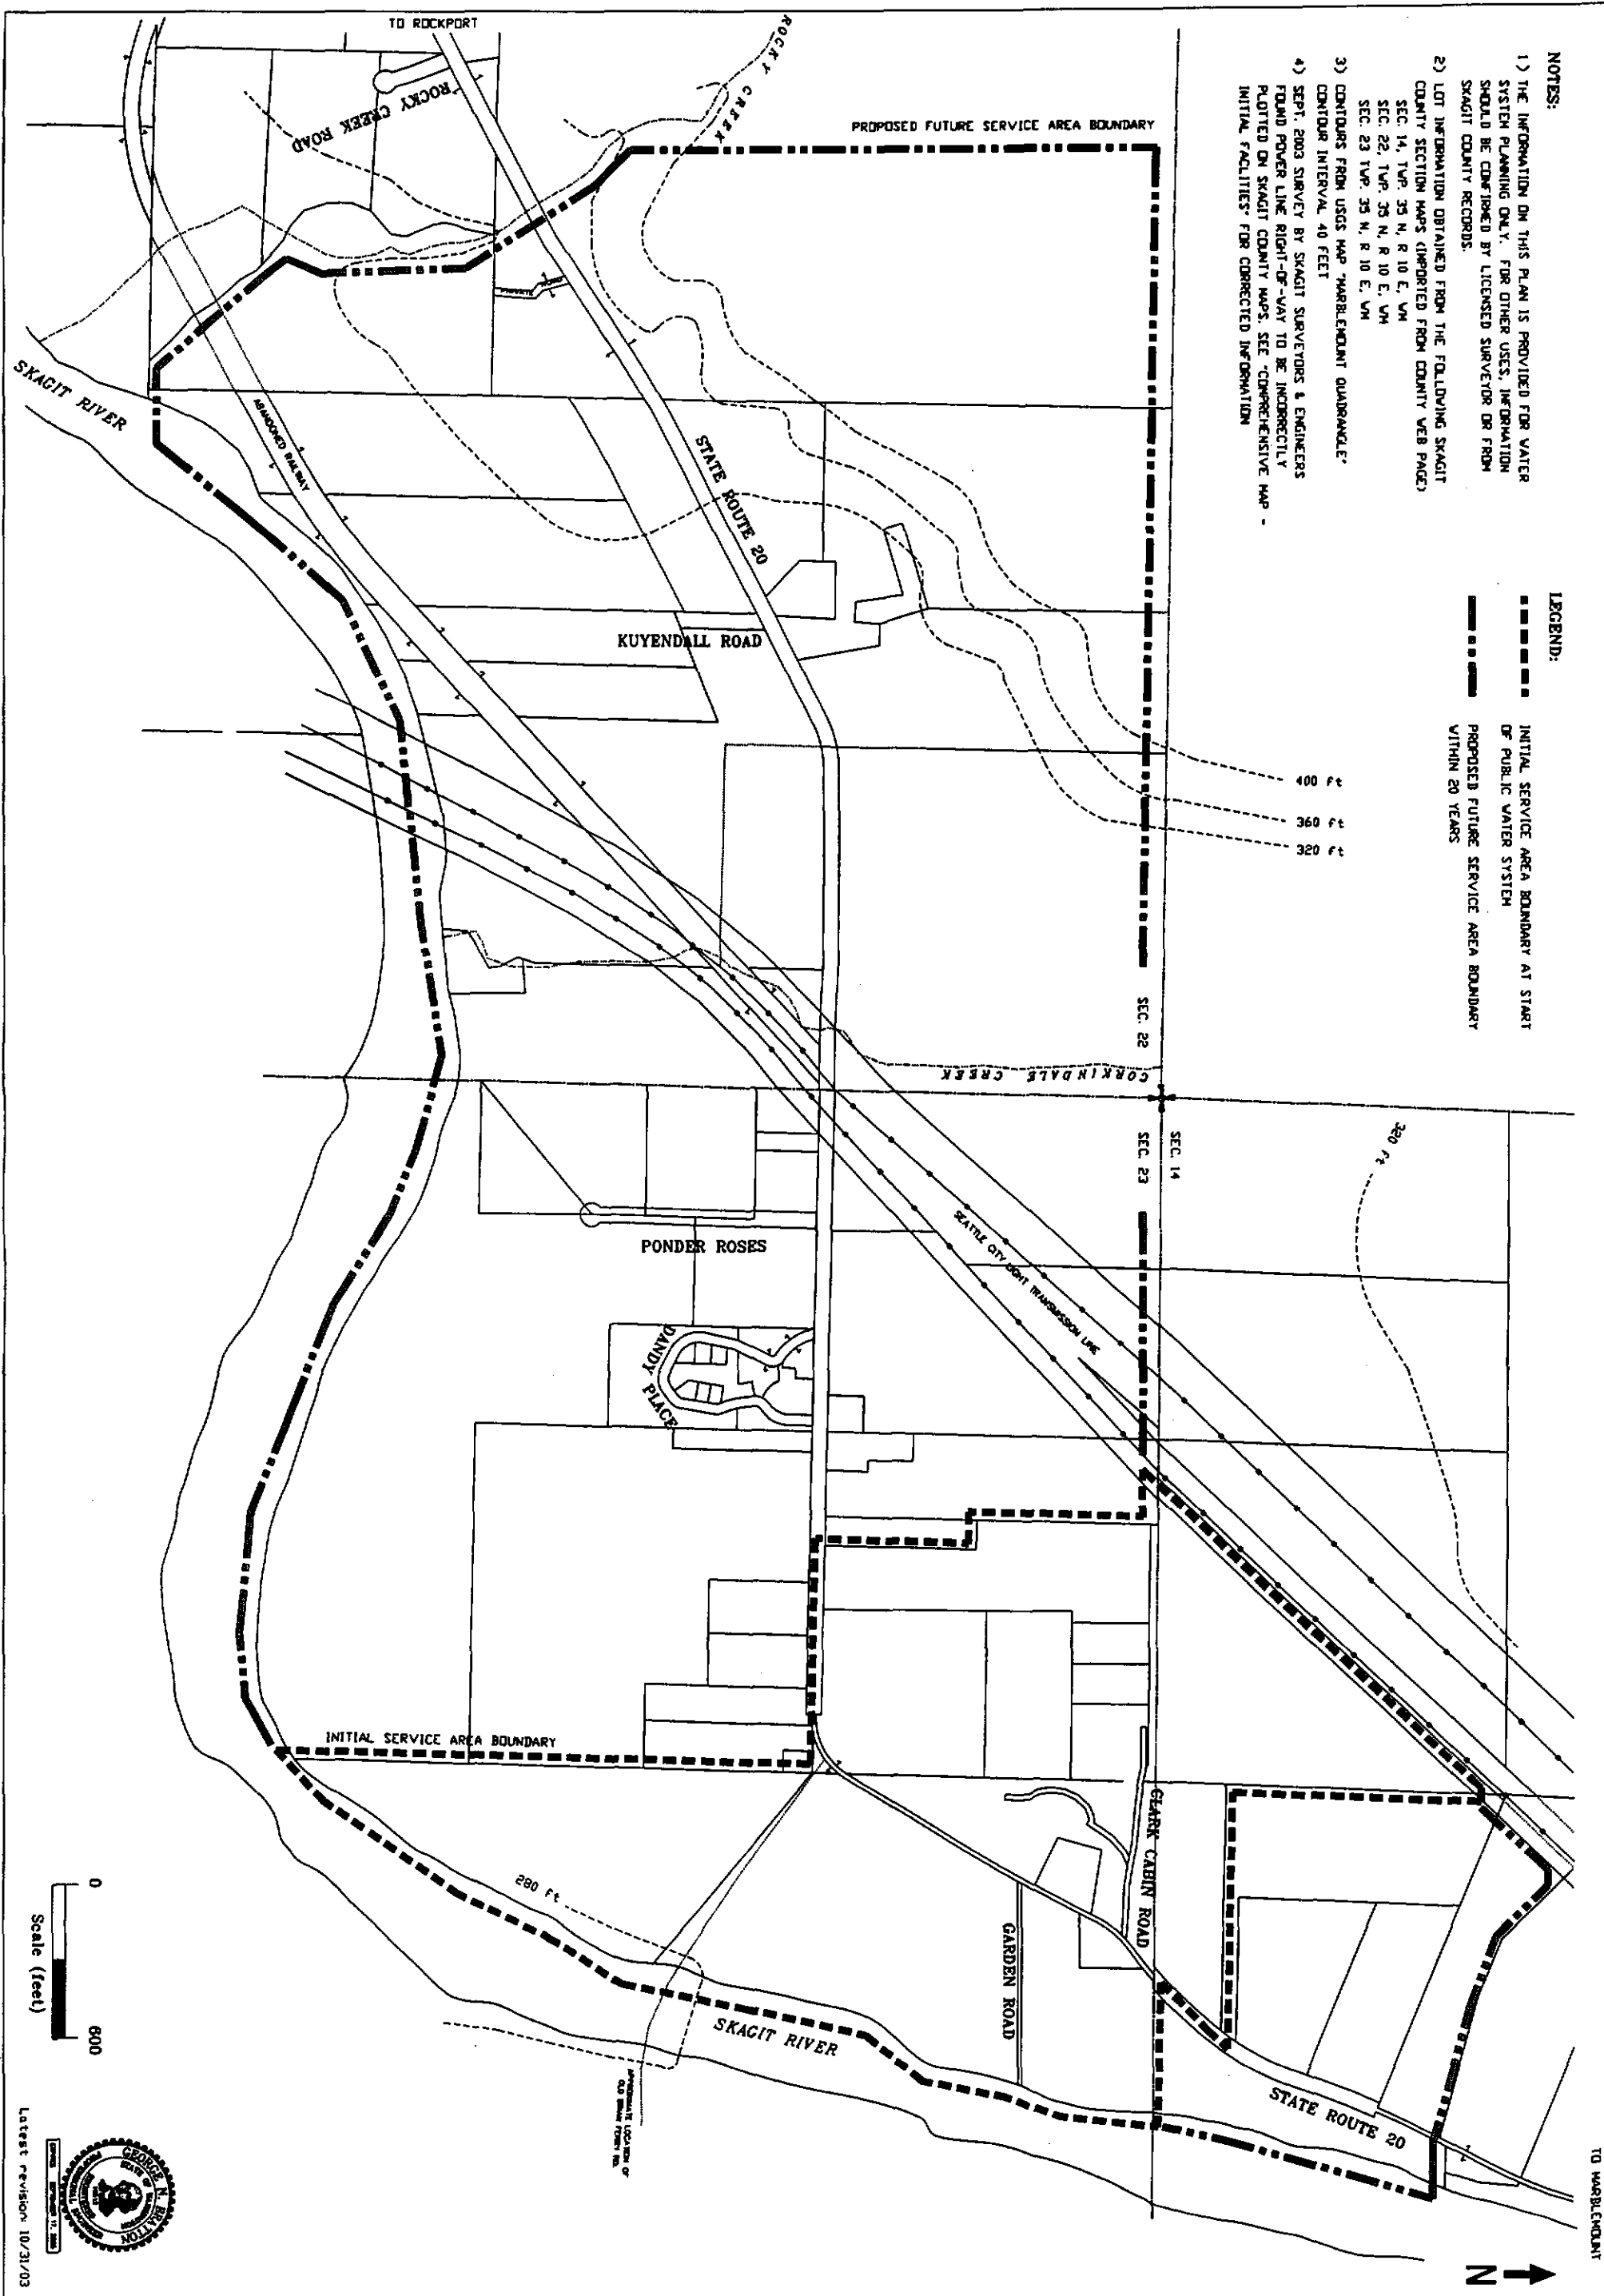 NOTES:
1) THE INFORMATION ON THIS PLAN IS PROVIDED FOR WATER
SYSTEM PLANNING ONLY. FOR OTHER USES, INFORMATION
SHOULD BE CONFIRMED BY LICENSED SURVEYOR OR FROM
SKAGIT COUNTY RECORDS.
2) LOT INFORMATION OBTAINED FROM THE FOLLOWING SKAGIT
COUNTY SECTION MAPS (IMPORTED FROM COUNTY WEB PAGE)
SEC. 14, TWP. 35 N, R 10 E, WM
SEC. 22, TWP. 35 N, R 10 E, WM
SEC. 23 TWP. 35 N, R 10 E, WM
3) CONTOURS FROM USGS MAP "MARBLEMOUNT QUADRANGLE"
CONTOUR INTERVAL 40 FEET
4) SEPT. 2003 SURVEY BY SKAGIT SURVEYORS & ENGINEERS
FOUND POWER LINE RIGHT-OF-WAY TO BE INCORRECTLY
PLOTTED ON SKAGIT COUNTY MAPS. SEE "COMPREHENSIVE MAP -
INITIAL FACILITIES" FOR CORRECTED INFORMATION
LEGEND:
INITIAL SERVICE AREA BOUNDARY AT START
OF PUBLIC WATER SYSTEM
PROPOSED FUTURE SERVICE AREA BOUNDARY
WITHIN 20 YEARS
TO MARBLEMOUNT
N
TO ROCKPORT
ROCKY CREEK
ROCKY CREEK ROAD
PROPOSED FUTURE SERVICE AREA BOUNDARY
PRIVATE ROAD
SKAGIT RIVER
ABANDONED RAILWAY
STATE ROUTE 20
KUYENDALL ROAD
400 Ft
360 Ft
320 Ft
SEC. 22
CORKINDALE CREEK
SEC. 14
SEC. 23
320 Ft
SEATTLE CITY LIGHT TRANSMISSION LINE
PONDER ROSES
DANDY PLACE
INITIAL SERVICE AREA BOUNDARY
CLARK CABIN ROAD
GARDEN ROAD
280 Ft
SKAGIT RIVER
STATE ROUTE 20
APPROXIMATE LOCATION OF
0 600
Scale (feet)
GEORGE N. BRATTON
STATE OF WASHINGTON
Latest revision: 10/31/03